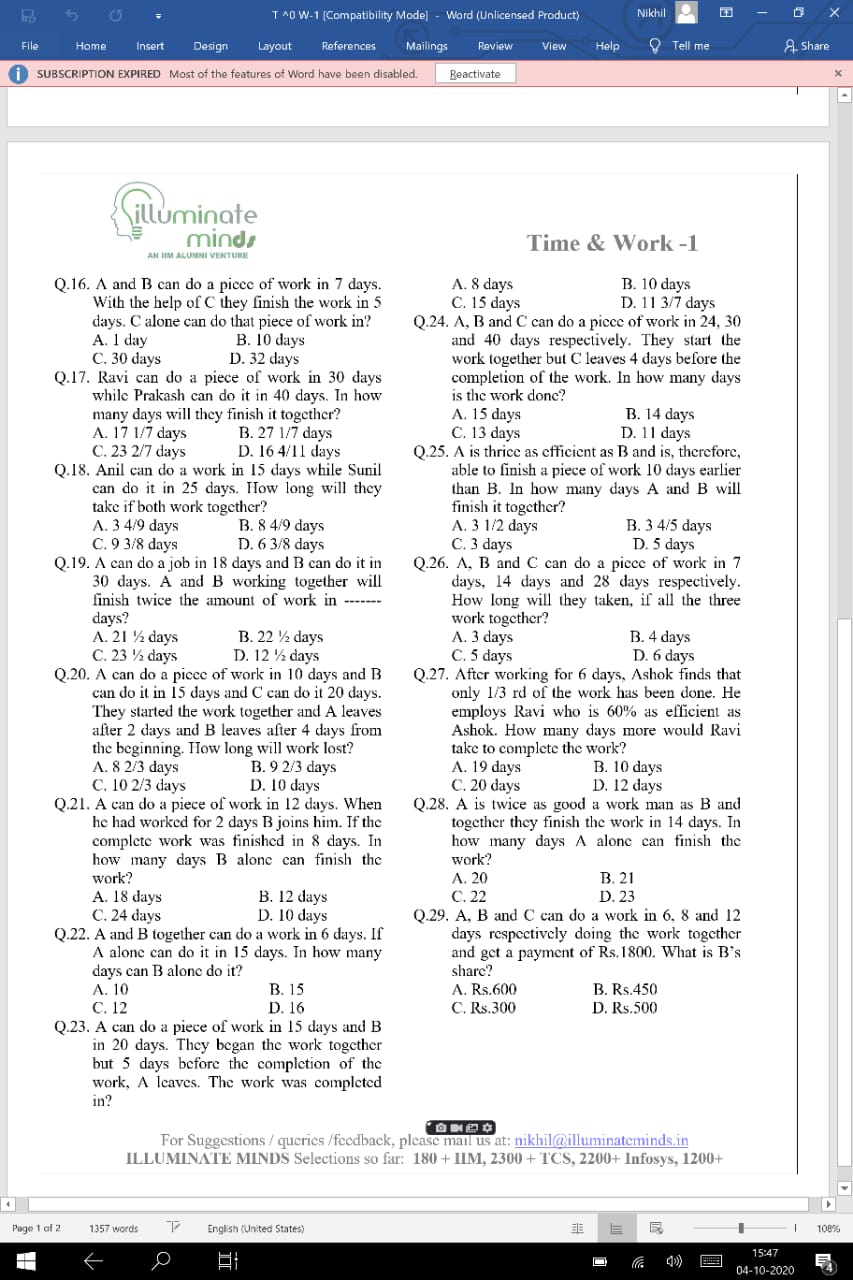 T ^0 W-1 [Compatibility Mode] - Word (Unlicensed Product)
Nikhil
File Home Insert Design Layout References Mailings Review View Help Tell me Share
SUBSCRIPTION EXPIRED Most of the features of Word have been disabled. Reactivate
illuminate
minds
AN IIM ALUMNI VENTURE
Time & Work -1
Q.16. A and B can do a piece of work in 7 days.
With the help of C they finish the work in 5
days. C alone can do that piece of work in?
A. 1 day B. 10 days
C. 30 days D. 32 days
Q.17. Ravi can do a piece of work in 30 days
while Prakash can do it in 40 days. In how
many days will they finish it together?
A. 17 1/7 days B. 27 1/7 days
C. 23 2/7 days D. 16 4/11 days
Q.18. Anil can do a work in 15 days while Sunil
can do it in 25 days. How long will they
take if both work together?
A. 3 4/9 days B. 8 4/9 days
C. 9 3/8 days D. 6 3/8 days
Q.19. A can do a job in 18 days and B can do it in
30 days. A and B working together will
finish twice the amount of work in -------
days?
A. 21 ½ days B. 22 ½ days
C. 23 ½ days D. 12 ½ days
Q.20. A can do a piece of work in 10 days and B
can do it in 15 days and C can do it 20 days.
They started the work together and A leaves
after 2 days and B leaves after 4 days from
the beginning. How long will work lost?
A. 8 2/3 days B. 9 2/3 days
C. 10 2/3 days D. 10 days
Q.21. A can do a piece of work in 12 days. When
he had worked for 2 days B joins him. If the
complete work was finished in 8 days. In
how many days B alone can finish the
work?
A. 18 days B. 12 days
C. 24 days D. 10 days
Q.22. A and B together can do a work in 6 days. If
A alone can do it in 15 days. In how many
days can B alone do it?
A. 10 B. 15
C. 12 D. 16
Q.23. A can do a piece of work in 15 days and B
in 20 days. They began the work together
but 5 days before the completion of the
work, A leaves. The work was completed
in?
A. 8 days B. 10 days
C. 15 days D. 11 3/7 days
Q.24. A, B and C can do a piece of work in 24, 30
and 40 days respectively. They start the
work together but C leaves 4 days before the
completion of the work. In how many days
is the work done?
A. 15 days B. 14 days
C. 13 days D. 11 days
Q.25. A is thrice as efficient as B and is, therefore,
able to finish a piece of work 10 days earlier
than B. In how many days A and B will
finish it together?
A. 3 1/2 days B. 3 4/5 days
C. 3 days D. 5 days
Q.26. A, B and C can do a piece of work in 7
days, 14 days and 28 days respectively.
How long will they taken, if all the three
work together?
A. 3 days B. 4 days
C. 5 days D. 6 days
Q.27. After working for 6 days, Ashok finds that
only 1/3 rd of the work has been done. He
employs Ravi who is 60% as efficient as
Ashok. How many days more would Ravi
take to complete the work?
A. 19 days B. 10 days
C. 20 days D. 12 days
Q.28. A is twice as good a work man as B and
together they finish the work in 14 days. In
how many days A alone can finish the
work?
A. 20 B. 21
C. 22 D. 23
Q.29. A, B and C can do a work in 6, 8 and 12
days respectively doing the work together
and get a payment of Rs.1800. What is B's
share?
A. Rs.600 B. Rs.450
C. Rs.300 D. Rs.500
For Suggestions / queries /feedback, please mail us at: nikhil@illuminateminds.in
ILLUMINATE MINDS Selections so far: 180 + IIM, 2300 + TCS, 2200+ Infosys, 1200+
Page 1 of 2 1357 words English (United States) 108%
15:47
04-10-2020
4